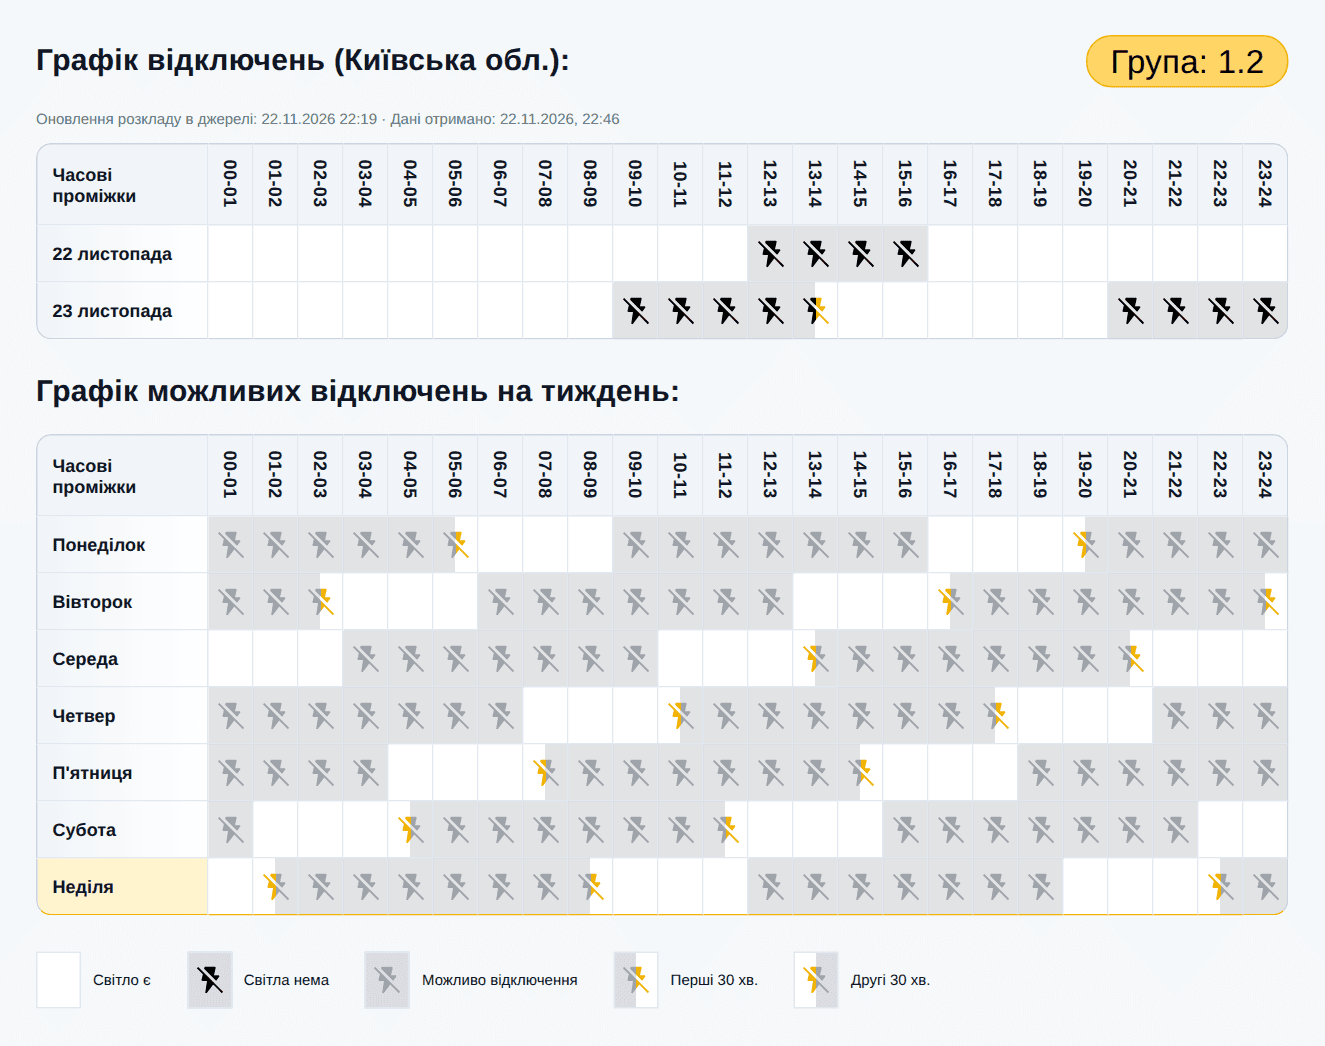 Графік відключень (Київська обл.):
Група: 1.2
Оновлення розкладу в джерелі: 22.11.2026 22:19 · Дані отримано: 22.11.2026, 22:46
Часові проміжки 00-01 01-02 02-03 03-04 04-05 05-06 06-07 07-08 08-09 09-10 10-11 11-12 12-13 13-14 14-15 15-16 16-17 17-18 18-19 19-20 20-21 21-22 22-23 23-24
22 листопада
23 листопада
Графік можливих відключень на тиждень:
Часові проміжки 00-01 01-02 02-03 03-04 04-05 05-06 06-07 07-08 08-09 09-10 10-11 11-12 12-13 13-14 14-15 15-16 16-17 17-18 18-19 19-20 20-21 21-22 22-23 23-24
Понеділок
Вівторок
Середа
Четвер
П'ятниця
Субота
Неділя
Світло є Світла нема Можливо відключення Перші 30 хв. Другі 30 хв.